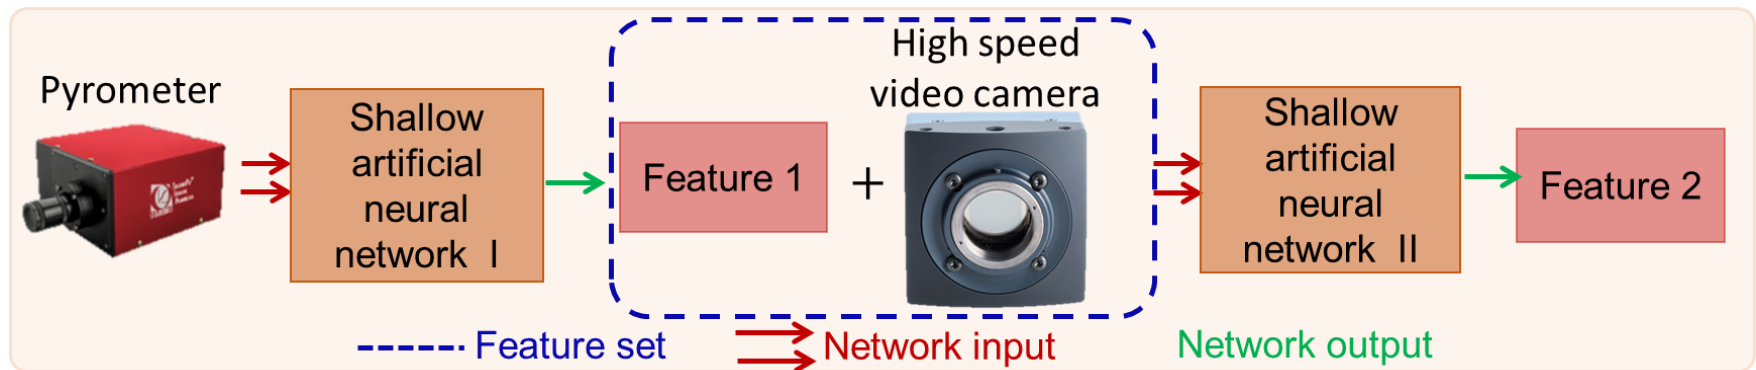 Pyrometer
Shallow
artificial
neural
network I
Feature 1
+
High speed
video camera
Shallow
artificial
neural
network II
Feature 2
Feature set
Network input
Network output